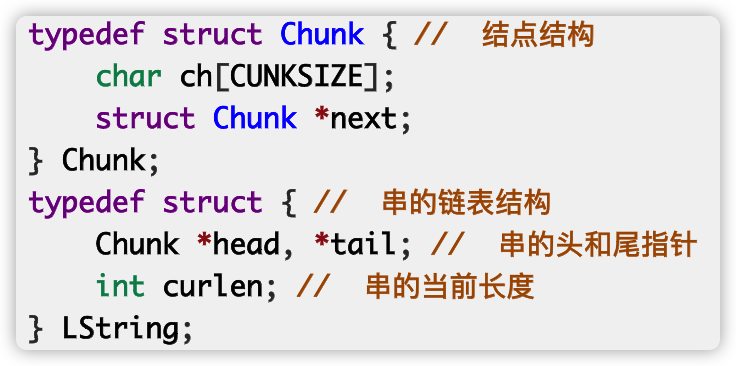 typedef struct Chunk { // 结点结构
    char ch[CUNKSIZE];
    struct Chunk *next;
} Chunk;
typedef struct { // 串的链表结构
    Chunk *head, *tail; // 串的头和尾指针
    int curlen; // 串的当前长度
} LString;